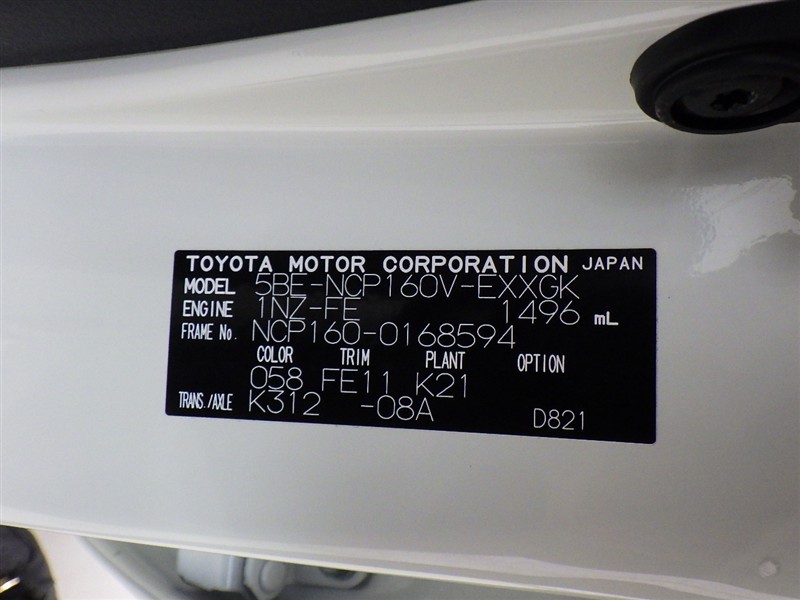 TOYOTA MOTOR CORPORATION JAPAN
MODEL 5BE-NCP160V-EXXGK
ENGINE 1NZ-FE 1496 mL
FRAME No. NCP160-0168594
COLOR TRIM PLANT OPTION
058 FE11 K21
TRANS./AXLE K312 -08A D821